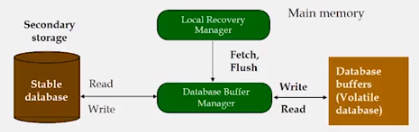 Secondary
storage
Local Recovery
Manager
Main memory
Fetch,
Flush
Stable
database
Read
Write
Database Buffer
Manager
Write
Read
Database
buffers
(Volatile
database)